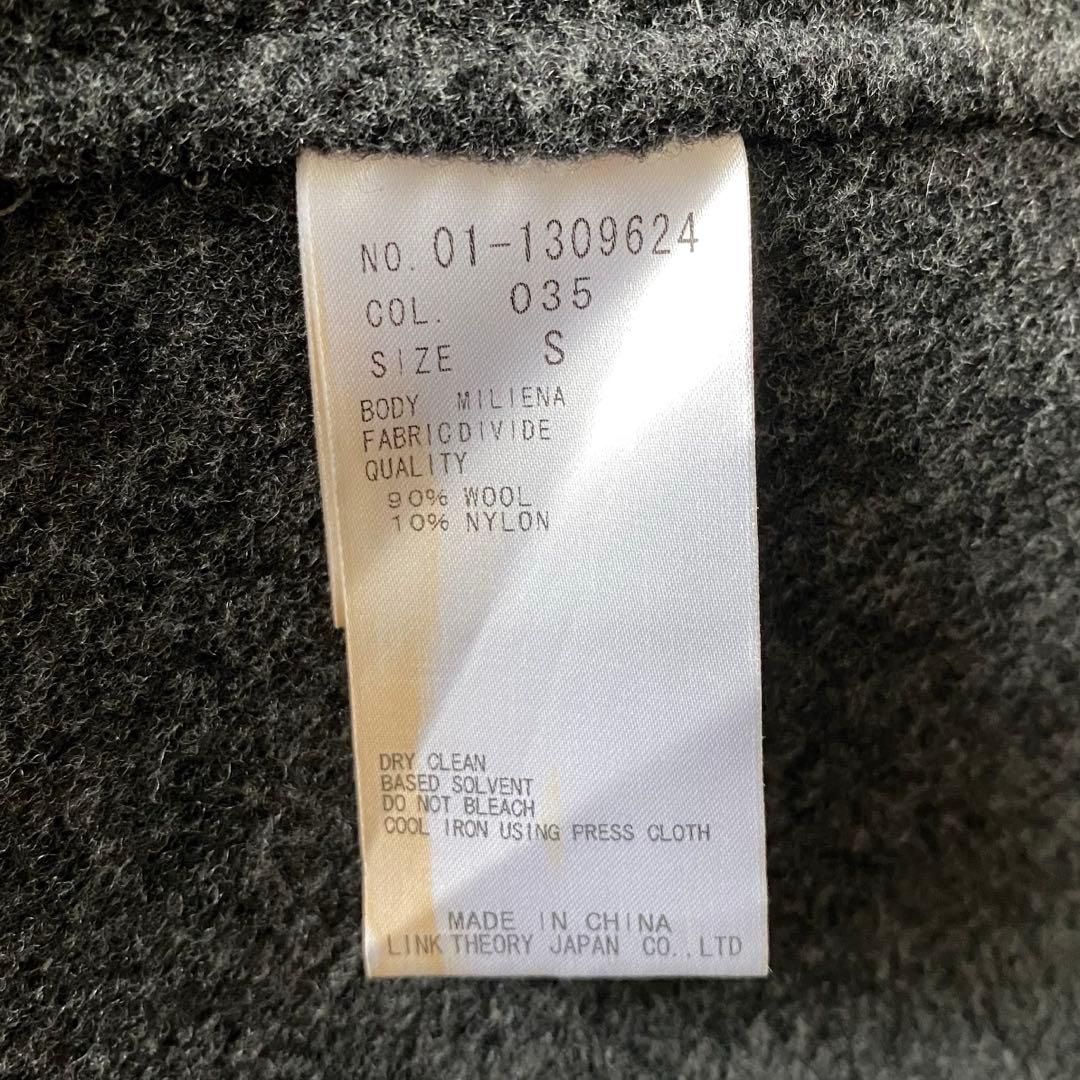 NO. 01-1309624
COL. 035
SIZE S
BODY MILIENA
FABRICDIVIDE
QUALITY
90% WOOL
10% NYLON
DRY CLEAN
BASED SOLVENT
DO NOT BLEACH
COOL IRON USING PRESS CLOTH
MADE IN CHINA
LINK THEORY JAPAN CO.,LTD